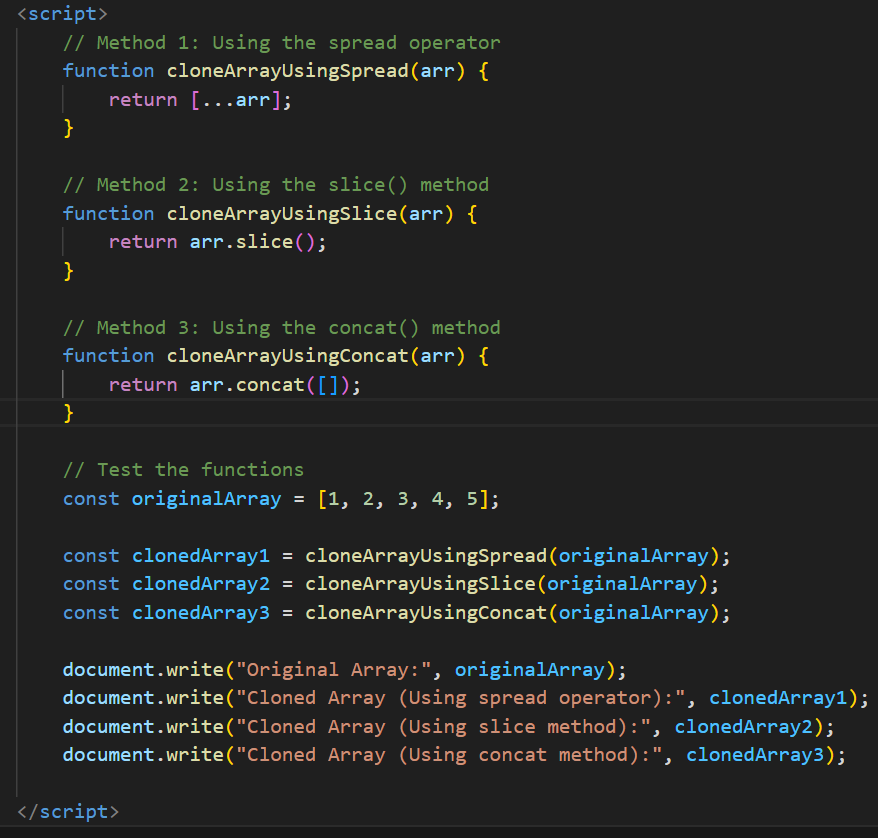 <script>
// Method 1: Using the spread operator
function cloneArrayUsingSpread(arr) {
return [...arr];
}
// Method 2: Using the slice() method
function cloneArrayUsingSlice(arr) {
return arr.slice();
}
// Method 3: Using the concat() method
function cloneArrayUsingConcat(arr) {
return arr.concat([]);
}
// Test the functions
const originalArray = [1, 2, 3, 4, 5];
const clonedArray1 = cloneArrayUsingSpread(originalArray);
const clonedArray2 = cloneArrayUsingSlice(originalArray);
const clonedArray3 = cloneArrayUsingConcat(originalArray);
document.write("Original Array:", originalArray);
document.write("Cloned Array (Using spread operator):", clonedArray1);
document.write("Cloned Array (Using slice method):", clonedArray2);
document.write("Cloned Array (Using concat method):", clonedArray3);
</script>